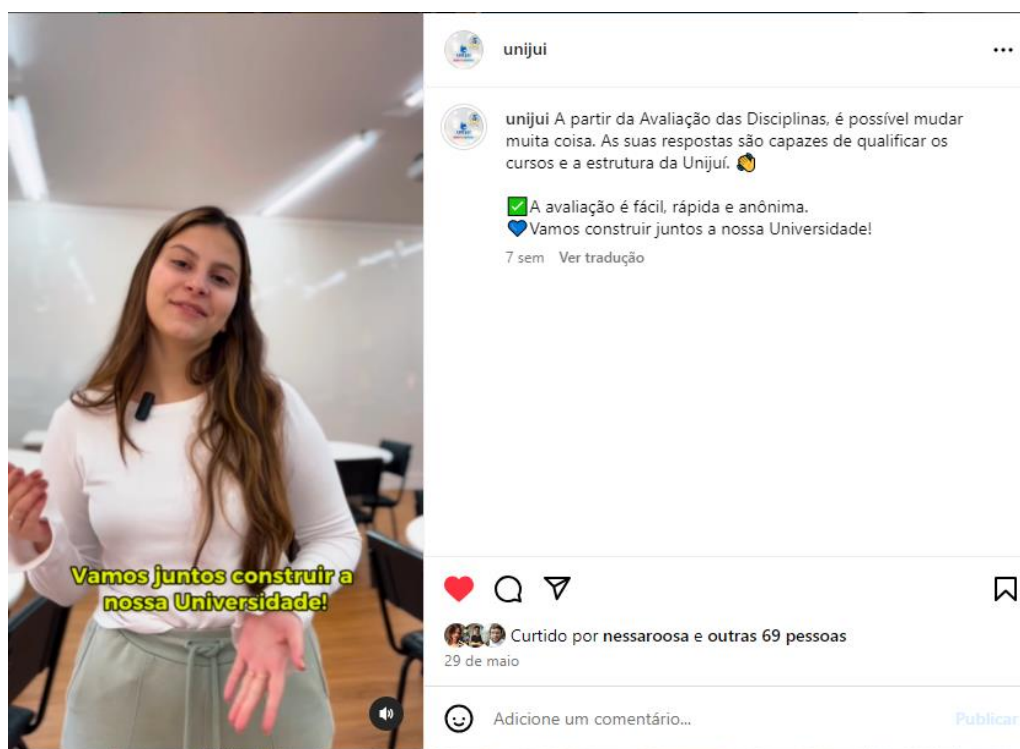 unijui
unijui A partir da Avaliação das Disciplinas, é possível mudar
muita coisa. As suas respostas são capazes de qualificar os
cursos e a estrutura da Unijuí. 👏
✅A avaliação é fácil, rápida e anônima.
💙Vamos construir juntos a nossa Universidade!
7 sem Ver tradução
Vamos juntos construir a
nossa Universidade!
Curtido por nessaroosa e outras 69 pessoas
29 de maio
Adicione um comentário... Publicar